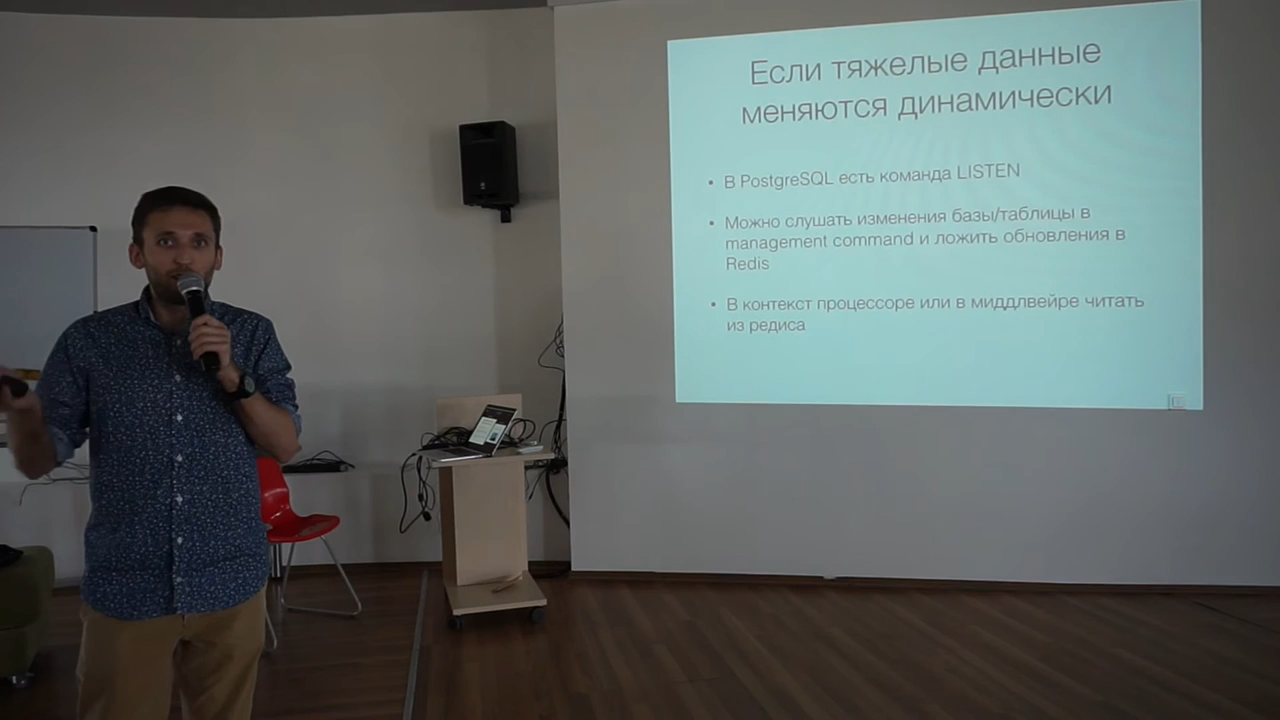 Если тяжелые данные
меняются динамически
• В PostgreSQL есть команда LISTEN
• Можно слушать изменения базы/таблицы в
management command и ложить обновления в
Redis
• В контекст процессоре или в миддлвейре читать
из редиса